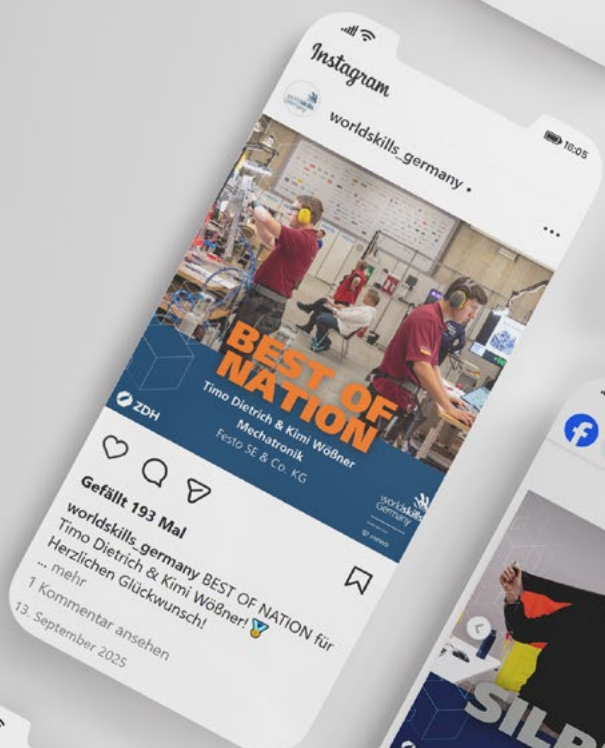 Instagram
18:05
worldskills_germany •
BEST OF
NATION
Timo Dietrich & Kimi Wößner
Mechatronik
Festo SE & Co. KG
ZDH
worldskills
Germany
Gefällt 193 Mal
worldskills_germany BEST OF NATION für
Timo Dietrich & Kimi Wößner!
Herzlichen Glückwunsch!
... mehr
1 Kommentar ansehen
13. September 2025